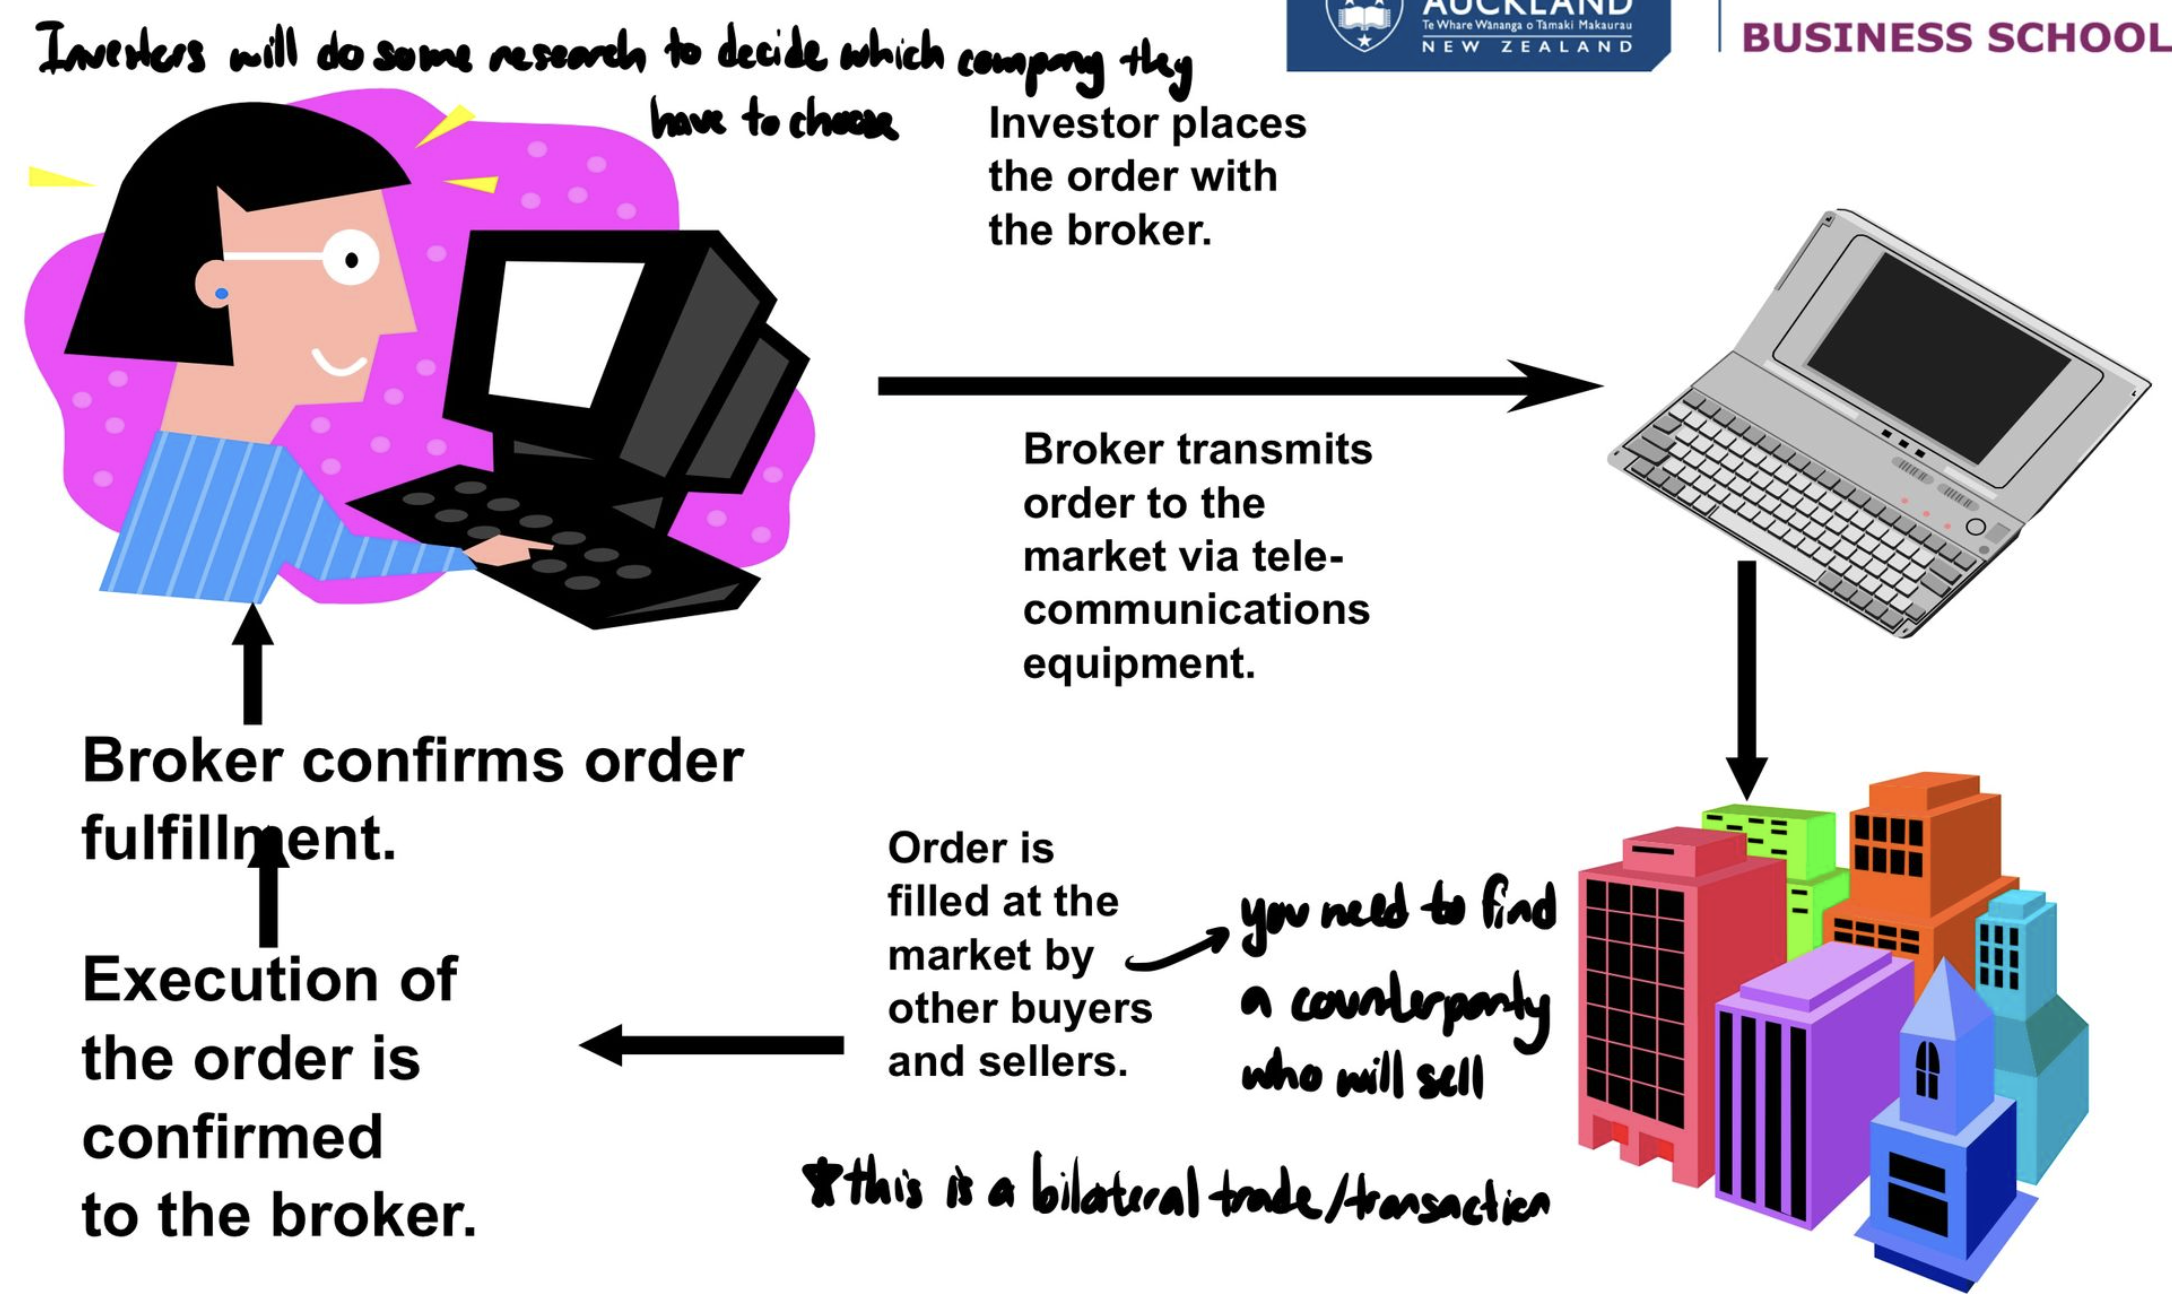 Investers will do some research to decide which company they
have to choose
AUCKLAND
Te Whare Wānanga o Tāmaki Makaurau
NEW ZEALAND
BUSINESS SCHOOL
Investor places
the order with
the broker.
Broker transmits
order to the
market via tele-
communications
equipment.
Broker confirms order
fulfillment.
Order is
filled at the
market by
other buyers
and sellers.
you need to find
a counterparty
who will sell
Execution of
the order is
confirmed
to the broker.
*this is a bilateral trade/transaction